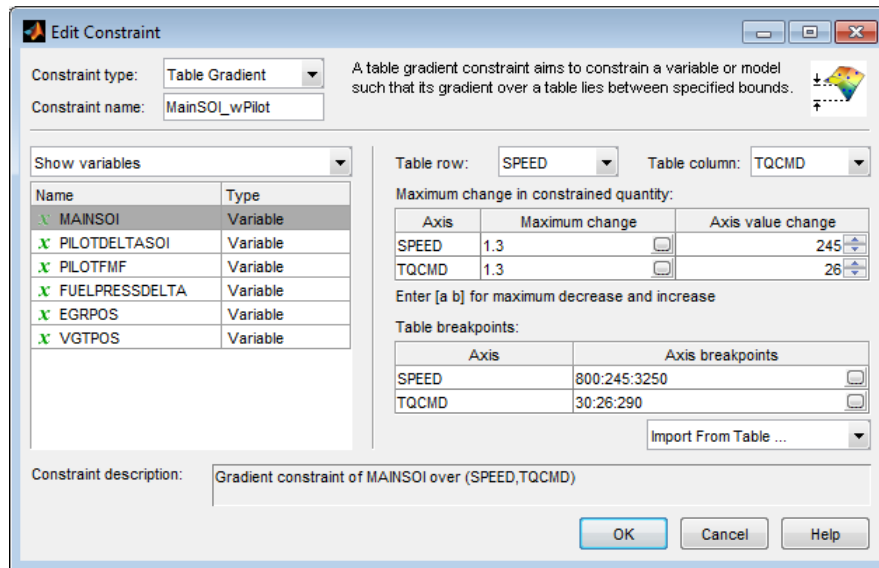 Edit Constraint
Constraint type: Table Gradient
A table gradient constraint aims to constrain a variable or model
such that its gradient over a table lies between specified bounds.
Constraint name: MainSOI_wPilot
Show variables
Table row: SPEED Table column: TQCMD
Name Type
Maximum change in constrained quantity:
x MAINSOI Variable
Axis Maximum change Axis value change
x PILOTDELTASOI Variable
SPEED 1.3 245
x PILOTFMF Variable
TQCMD 1.3 26
x FUELPRESSDELTA Variable
Enter [a b] for maximum decrease and increase
x EGRPOS Variable
Table breakpoints:
x VGTPOS Variable
Axis Axis breakpoints
SPEED 800:245:3250
TQCMD 30:26:290
Import From Table ...
Constraint description: Gradient constraint of MAINSOI over (SPEED,TQCMD)
OK Cancel Help